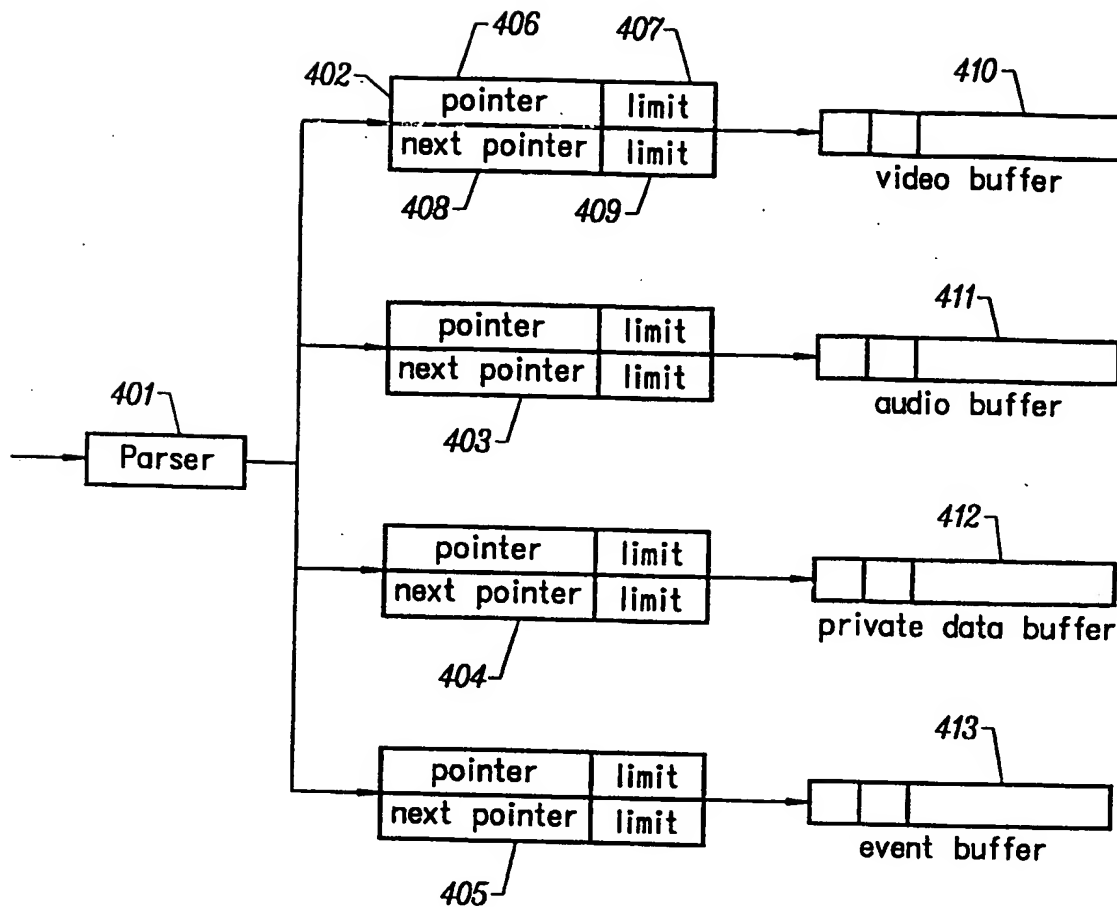 406 407
402 410
pointer limit
next pointer limit
video buffer
408 409
411
pointer limit
next pointer limit
audio buffer
401 403
Parser
412
pointer limit
next pointer limit
private data buffer
404
413
pointer limit
next pointer limit
event buffer
405